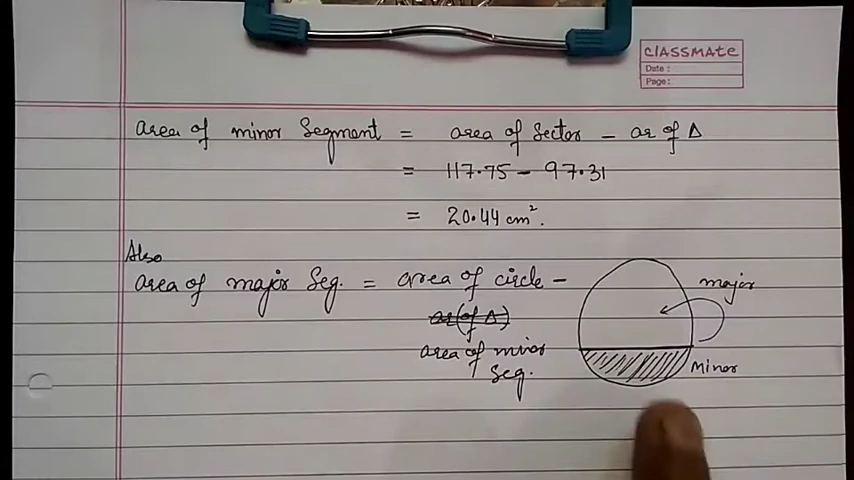 CLASSMATE
Date :
Page :
area of minor Segment = area of Sector - ar of Δ
= 117.75 - 97.31
= 20.44 cm².
Also
area of major Seg. = area of circle -
ar(of Δ)
area of minor
Seg.
major
Minor